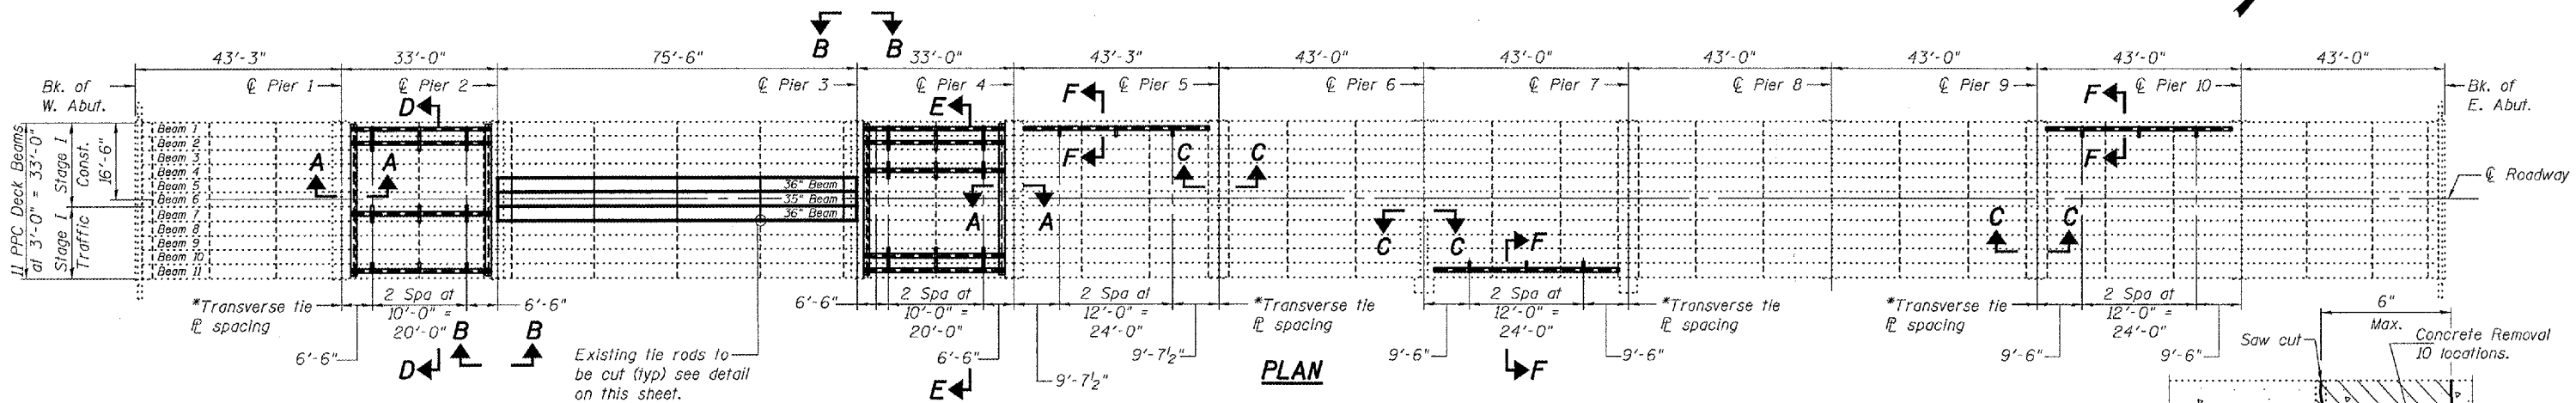 B B
43'-3" 33'-0" 75'-6" 33'-0" 43'-3" 43'-0" 43'-0" 43'-0" 43'-0" 43'-0" 43'-0"
Bk. of
W. Abut.
℄ Pier 1
℄ Pier 2
℄ Pier 3
℄ Pier 4
℄ Pier 5
℄ Pier 6
℄ Pier 7
℄ Pier 8
℄ Pier 9
℄ Pier 10
Bk. of
E. Abut.
D
E
F
F
F
F
11 PPC Deck Beams
at 3'-0" = 33'-0"
Stage I
Const.
16'-6"
Stage I
Traffic
Beam 1
Beam 2
Beam 3
Beam 4
Beam 5
Beam 6
Beam 7
Beam 8
Beam 9
Beam 10
Beam 11
A A
36" Beam
35" Beam
36" Beam
A A
C C
C C
F
C C
℄ Roadway
*Transverse tie
⅊ spacing
6'-6"
2 Spa at
10'-0" =
20'-0"
6'-6"
B B
D
Existing tie rods to
be cut (typ) see detail
on this sheet.
6'-6"
2 Spa at
10'-0" =
20'-0"
6'-6"
E
2 Spa at
12'-0" =
24'-0"
9'-7½"
9'-7½"
*Transverse tie
⅊ spacing
PLAN
9'-6"
2 Spa at
12'-0" =
24'-0"
9'-6"
F
*Transverse tie
⅊ spacing
*Transverse tie
⅊ spacing
9'-6"
2 Spa at
12'-0" =
24'-0"
9'-6"
6"
Max.
Saw cut
Concrete Removal
10 locations.